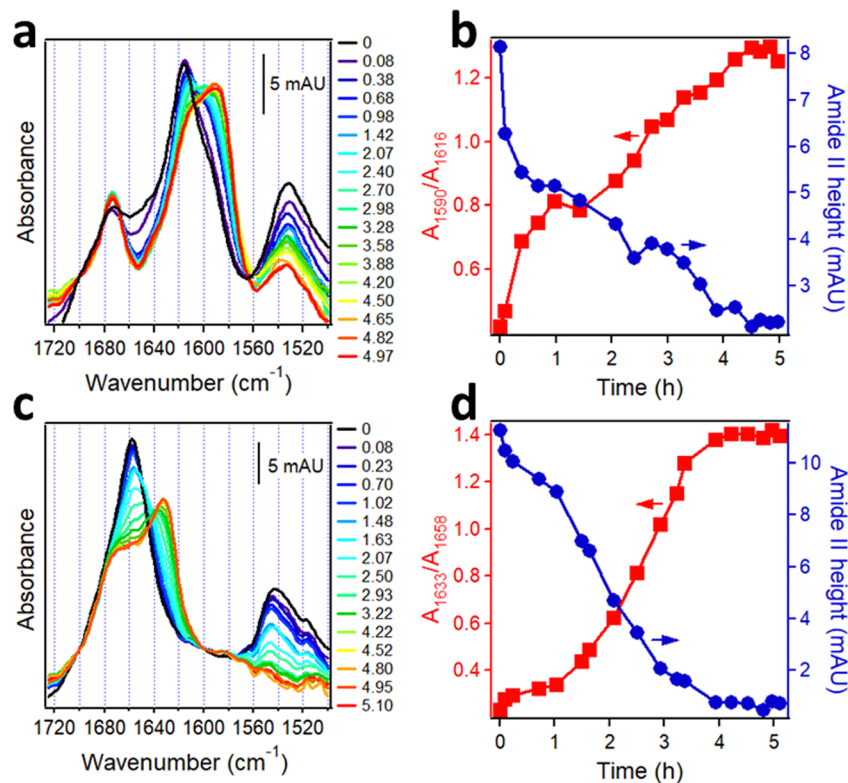 a
5 mAU
Absorbance
1720 1680 1640 1600 1560 1520
Wavenumber (cm⁻¹)
0
0.08
0.38
0.68
0.98
1.42
2.07
2.40
2.70
2.98
3.28
3.58
3.88
4.20
4.50
4.65
4.82
4.97
b
A₁₅₉₀/A₁₆₁₆
1.2
1.0
0.8
0.6
8
7
6
5
4
3
Amide II height (mAU)
0 1 2 3 4 5
Time (h)
c
5 mAU
Absorbance
1720 1680 1640 1600 1560 1520
Wavenumber (cm⁻¹)
0
0.08
0.23
0.70
1.02
1.48
1.63
2.07
2.50
2.93
3.22
4.22
4.52
4.80
4.95
5.10
d
A₁₆₃₃/A₁₆₅₈
1.4
1.2
1.0
0.8
0.6
0.4
10
8
6
4
2
Amide II height (mAU)
0 1 2 3 4 5
Time (h)